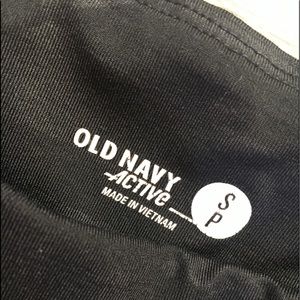 OLD NAVY
ACTIVE
MADE IN VIETNAM
S
P